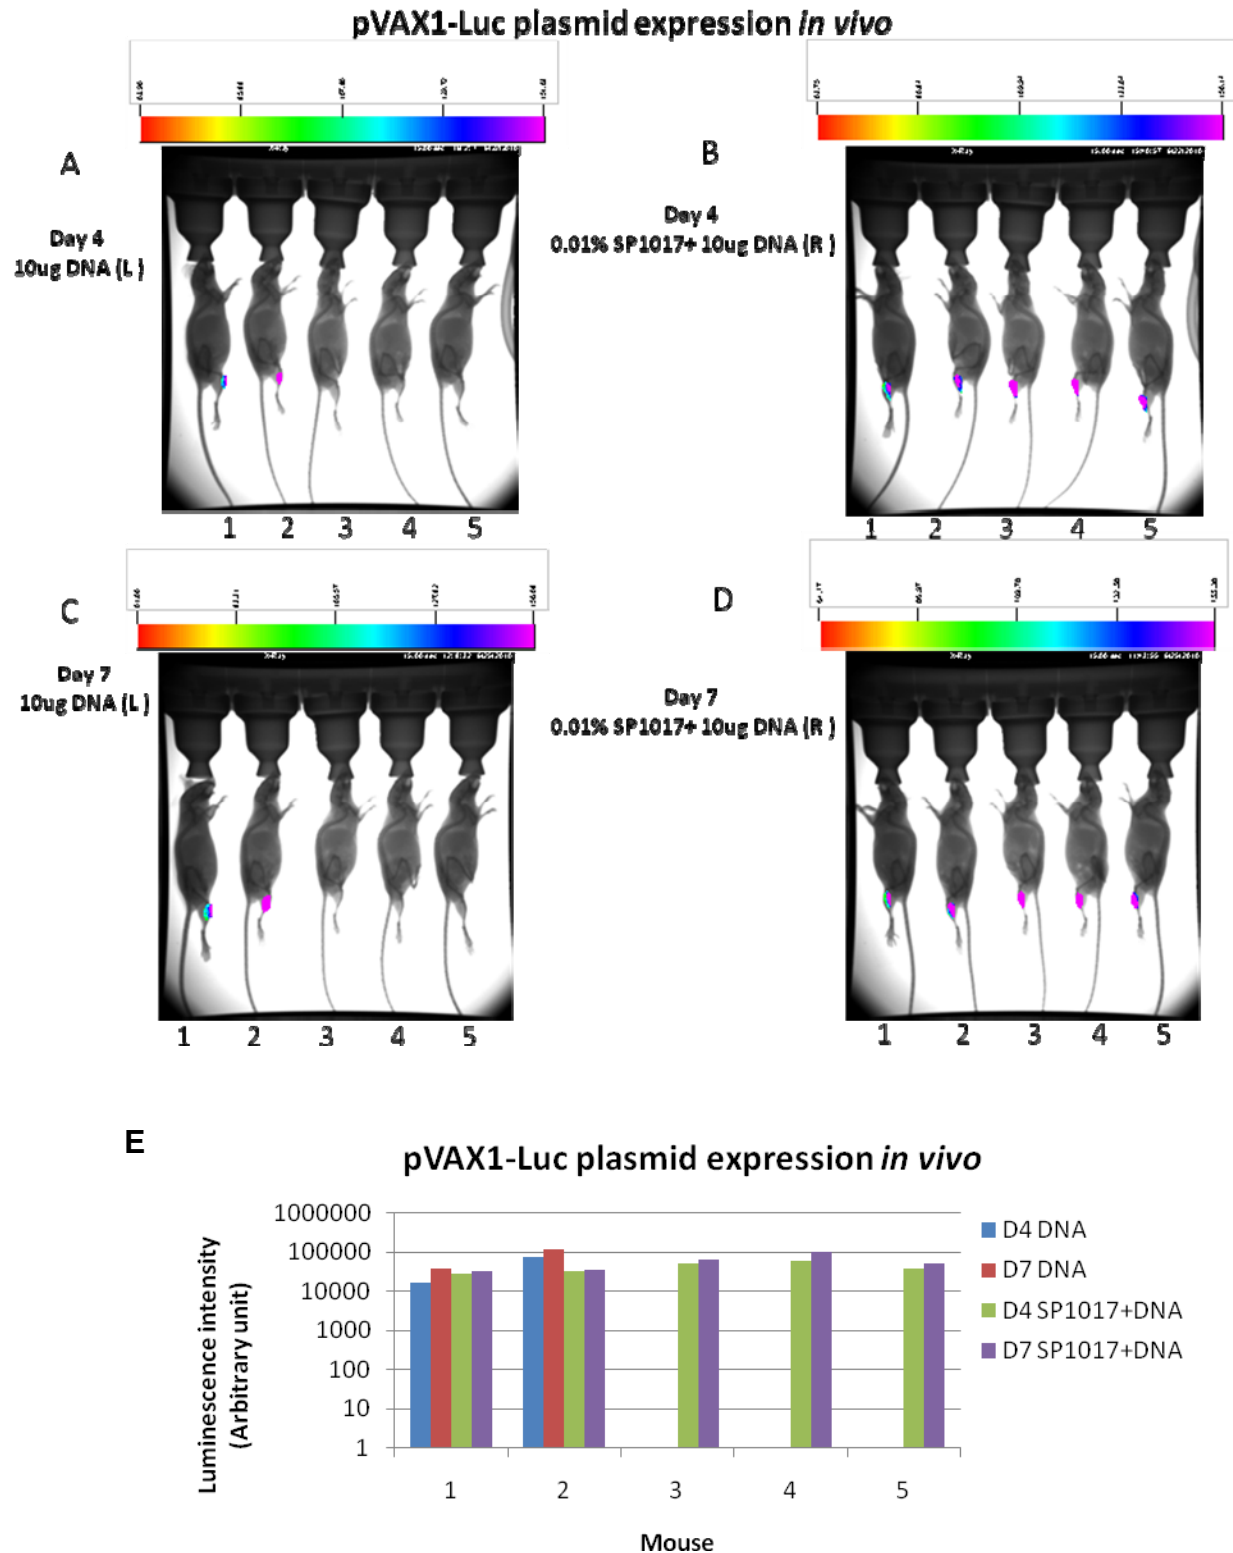 pVAX1-Luc plasmid expression in vivo
A
Day 4
10ug DNA (L )
X-Ray
1 2 3 4 5
B
Day 4
0.01% SP1017+ 10ug DNA (R )
X-Ray
1 2 3 4 5
C
Day 7
10ug DNA (L )
X-Ray
1 2 3 4 5
D
Day 7
0.01% SP1017+ 10ug DNA (R )
X-Ray
1 2 3 4 5
E
pVAX1-Luc plasmid expression in vivo
Luminescence intensity
(Arbitrary unit)
1000000
100000
10000
1000
100
10
1
1 2 3 4 5
Mouse
D4 DNA
D7 DNA
D4 SP1017+DNA
D7 SP1017+DNA